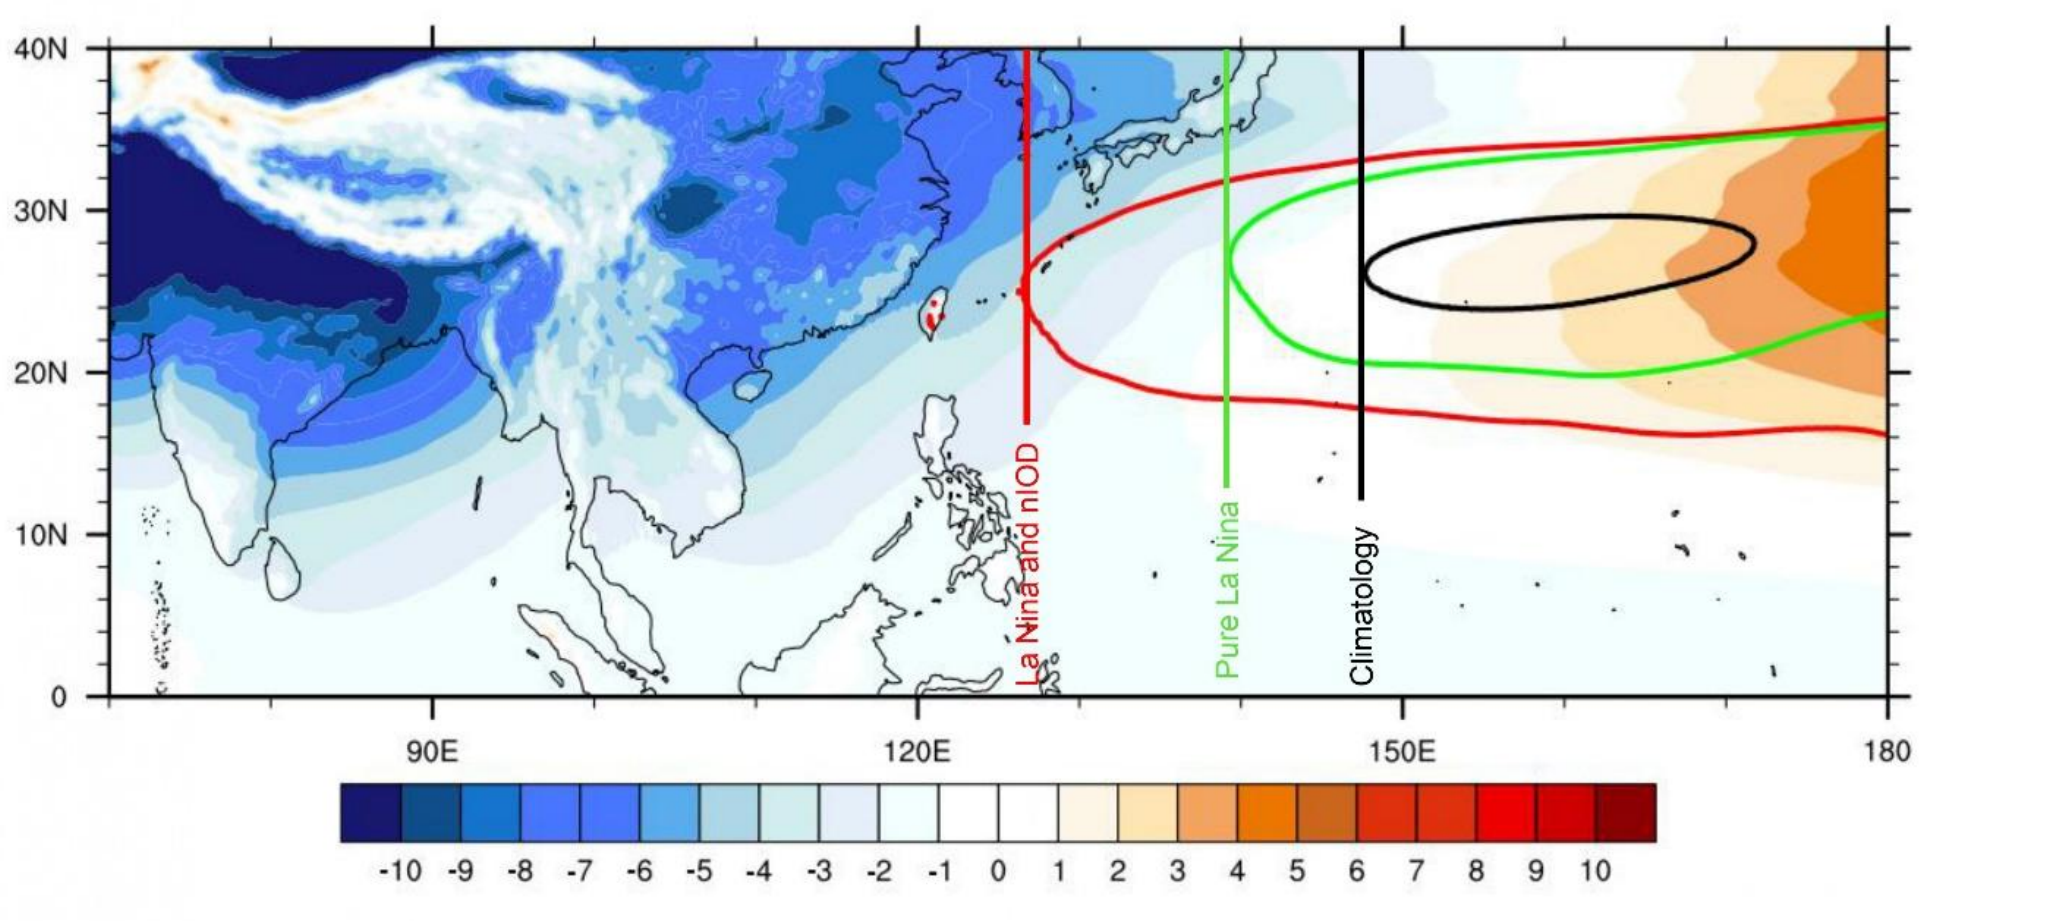 40N
30N
20N
10N
0
La Nina and nIOD
Pure La Nina
Climatology
90E
120E
150E
180
-10 -9 -8 -7 -6 -5 -4 -3 -2 -1 0 1 2 3 4 5 6 7 8 9 10